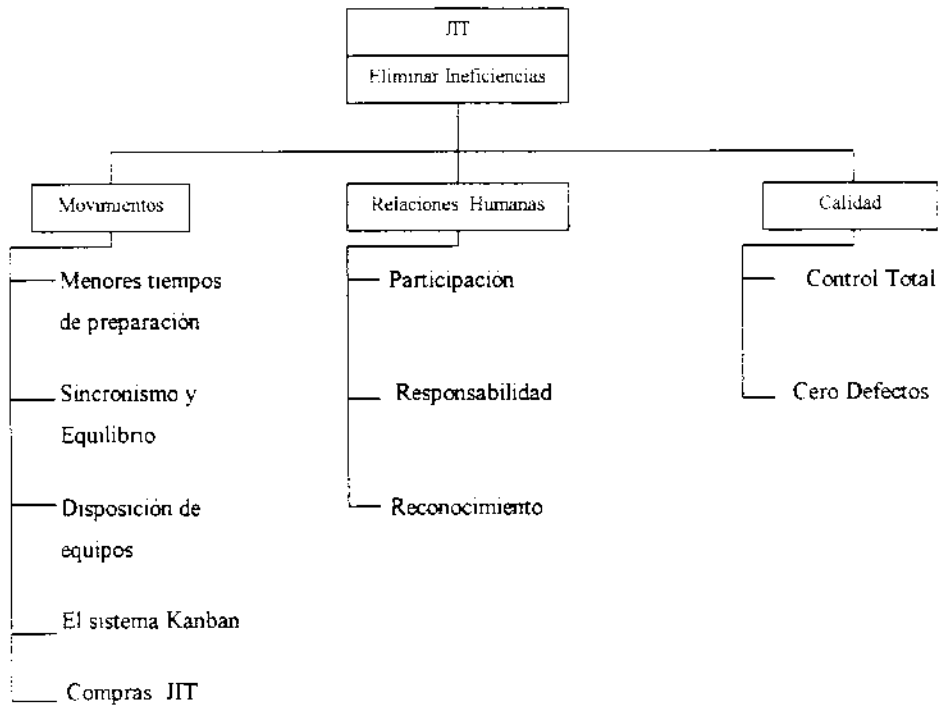 JIT
Eliminar Ineficiencias
Movimientos
Menores tiempos
de preparación
Sincronismo y
Equilibrio
Disposición de
equipos
El sistema Kanban
Compras JIT
Relaciones Humanas
Participación
Responsabilidad
Reconocimiento
Calidad
Control Total
Cero Defectos